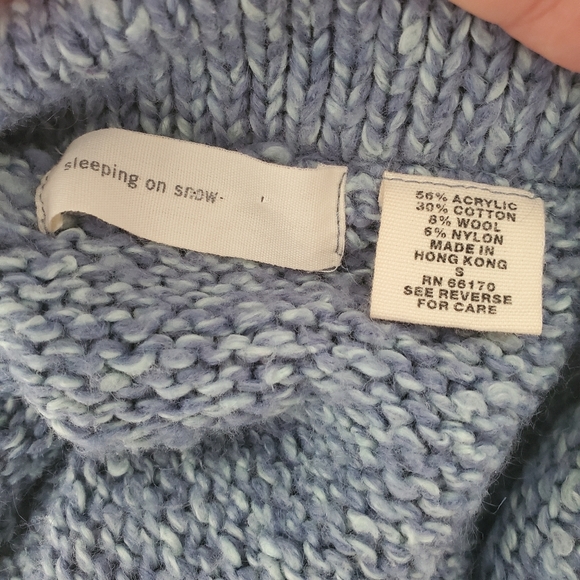 sleeping on snow
56% ACRYLIC
30% COTTON
8% WOOL
6% NYLON
MADE IN
HONG KONG
S
RN 66170
SEE REVERSE
FOR CARE